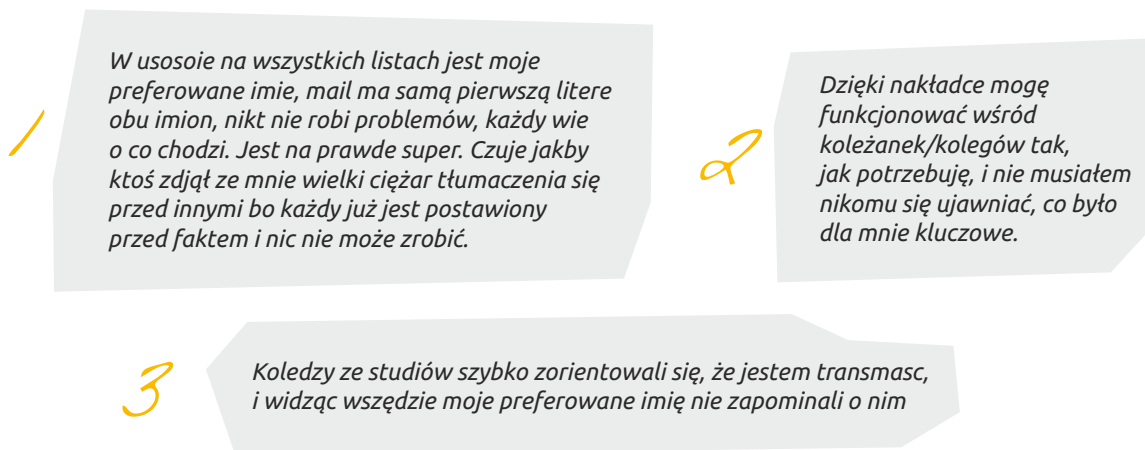 1
W usosoie na wszystkich listach jest moje
preferowane imie, mail ma samą pierwszą litere
obu imion, nikt nie robi problemów, każdy wie
o co chodzi. Jest na prawde super. Czuje jakby
ktoś zdjął ze mnie wielki ciężar tłumaczenia się
przed innymi bo każdy już jest postawiony
przed faktem i nic nie może zrobić.
2
Dzięki nakładce mogę
funkcjonować wśród
koleżanek/kolegów tak,
jak potrzebuję, i nie musiałem
nikomu się ujawniać, co było
dla mnie kluczowe.
3
Koledzy ze studiów szybko zorientowali się, że jestem transmasc,
i widząc wszędzie moje preferowane imię nie zapominali o nim